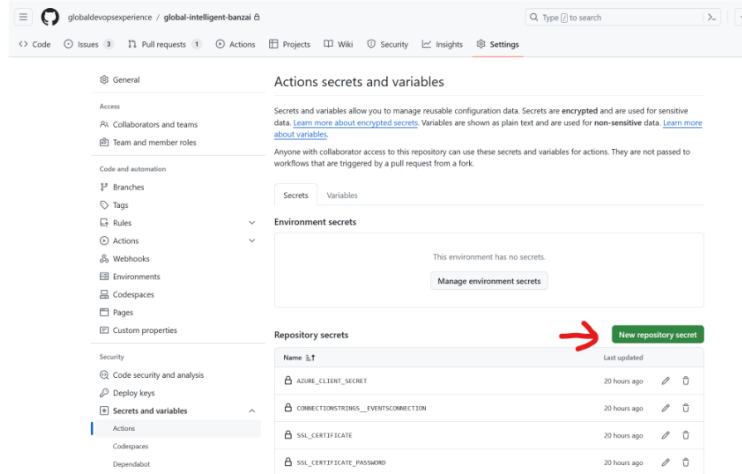 globaldevopsexperience / global-intelligent-banzai
Type / to search
Code Issues 3 Pull requests 1 Actions Projects Wiki Security Insights Settings
General
Access
Collaborators and teams
Team and member roles
Code and automation
Branches
Tags
Rules
Actions
Webhooks
Environments
Codespaces
Pages
Custom properties
Security
Code security and analysis
Deploy keys
Secrets and variables
Actions
Codespaces
Dependabot
Actions secrets and variables
Secrets and variables allow you to manage reusable configuration data. Secrets are encrypted and are used for sensitive
data. Learn more about encrypted secrets. Variables are shown as plain text and are used for non-sensitive data. Learn more
about variables.
Anyone with collaborator access to this repository can use these secrets and variables for actions. They are not passed to
workflows that are triggered by a pull request from a fork.
Secrets Variables
Environment secrets
This environment has no secrets.
Manage environment secrets
Repository secrets New repository secret
Name Last updated
AZURE_CLIENT_SECRET 20 hours ago
CONNECTIONSTRINGS__EVENTSCONNECTION 20 hours ago
SSL_CERTIFICATE 20 hours ago
SSL_CERTIFICATE_PASSWORD 20 hours ago